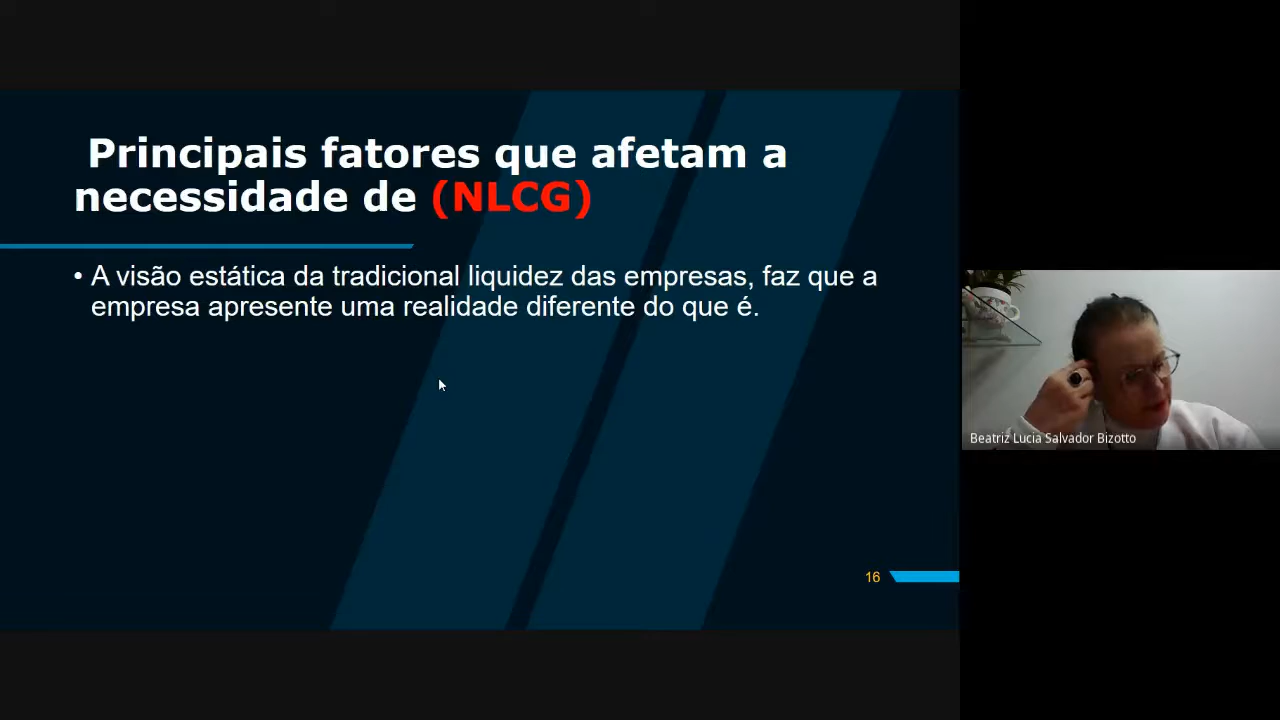 Principais fatores que afetam a
necessidade de (NLCG)
• A visão estática da tradicional liquidez das empresas, faz que a
empresa apresente uma realidade diferente do que é.
16
Beatriz Lucia Salvador Bizotto